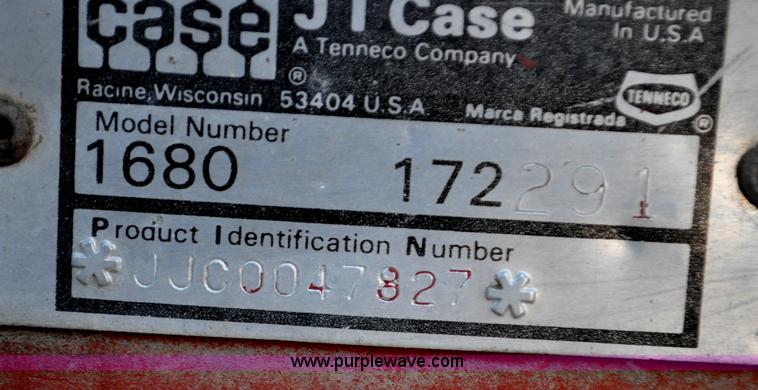 case J I Case Manufactured In U.S.A
A Tenneco Company
Racine, Wisconsin 53404 U.S.A Marca Registrada TENNECO ®
Model Number
1680 172291
Product Identification Number
*JJC0047827*
www.purplewave.com